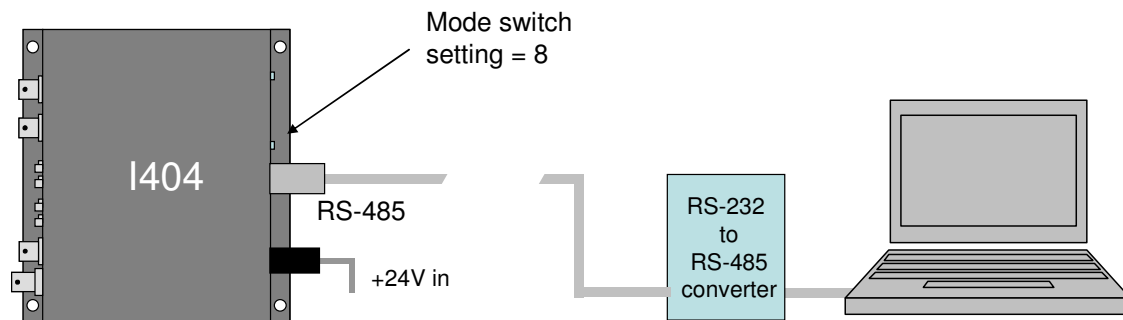 Mode switch
setting = 8
I404
RS-485
+24V in
RS-232
to
RS-485
converter